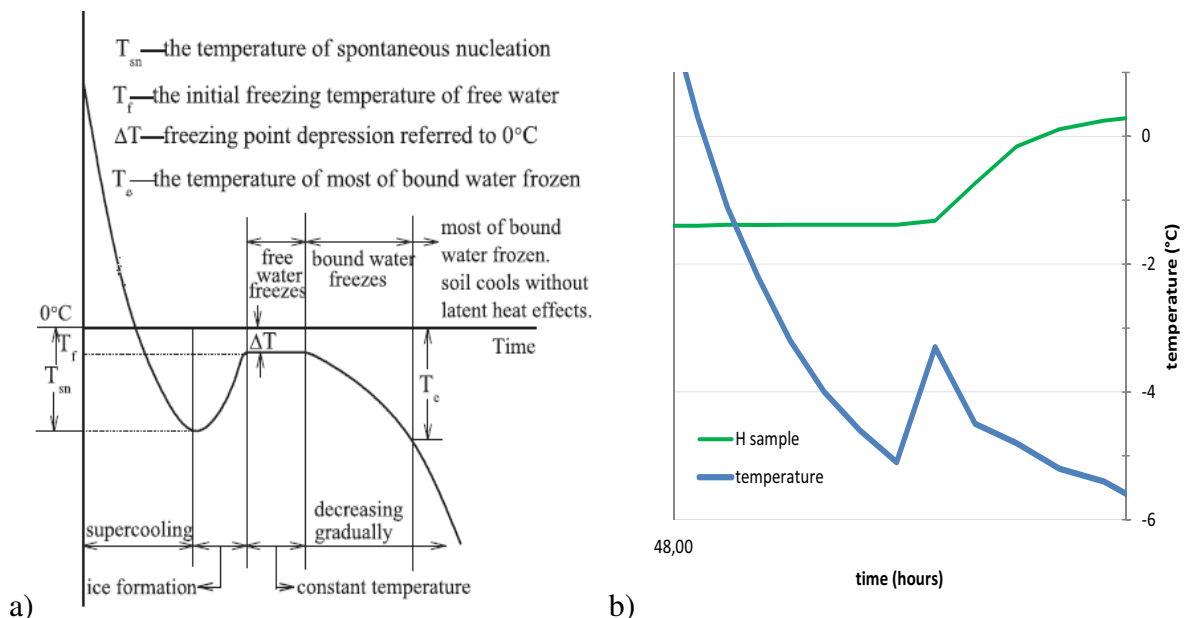 T_sn—the temperature of spontaneous nucleation
T_f—the initial freezing temperature of free water
ΔT—freezing point depression referred to 0°C
T_e—the temperature of most of bound water frozen
free
water
freezes
bound water
freezes
most of bound
water frozen.
soil cools without
latent heat effects.
0°C
Time
T_f
ΔT
T_sn
T_e
supercooling
decreasing
gradually
ice formation
constant temperature
a)
0
-2
-4
-6
temperature (°C)
H sample
temperature
48,00
time (hours)
b)